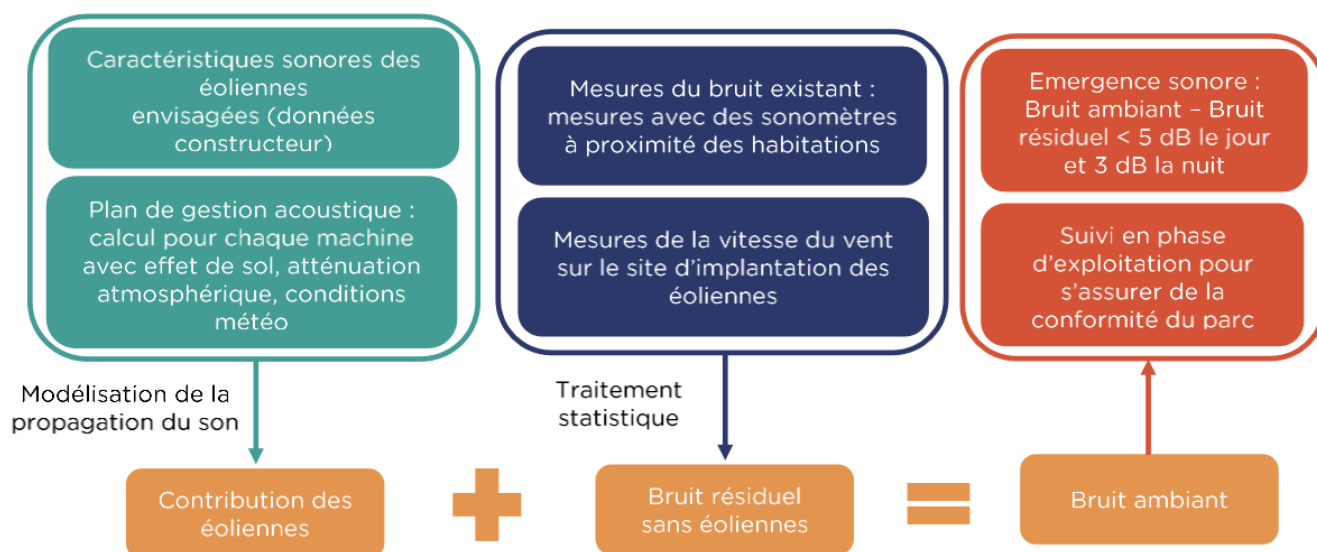 Caractéristiques sonores des
éoliennes
envisagées (données
constructeur)
Plan de gestion acoustique :
calcul pour chaque machine
avec effet de sol, atténuation
atmosphérique, conditions
météo
Modélisation de la
propagation du son
Contribution des
éoliennes
Mesures du bruit existant :
mesures avec des sonomètres
à proximité des habitations
Mesures de la vitesse du vent
sur le site d'implantation des
éoliennes
Traitement
statistique
Bruit résiduel
sans éoliennes
Emergence sonore :
Bruit ambiant – Bruit
résiduel < 5 dB le jour
et 3 dB la nuit
Suivi en phase
d'exploitation pour
s'assurer de la
conformité du parc
Bruit ambiant